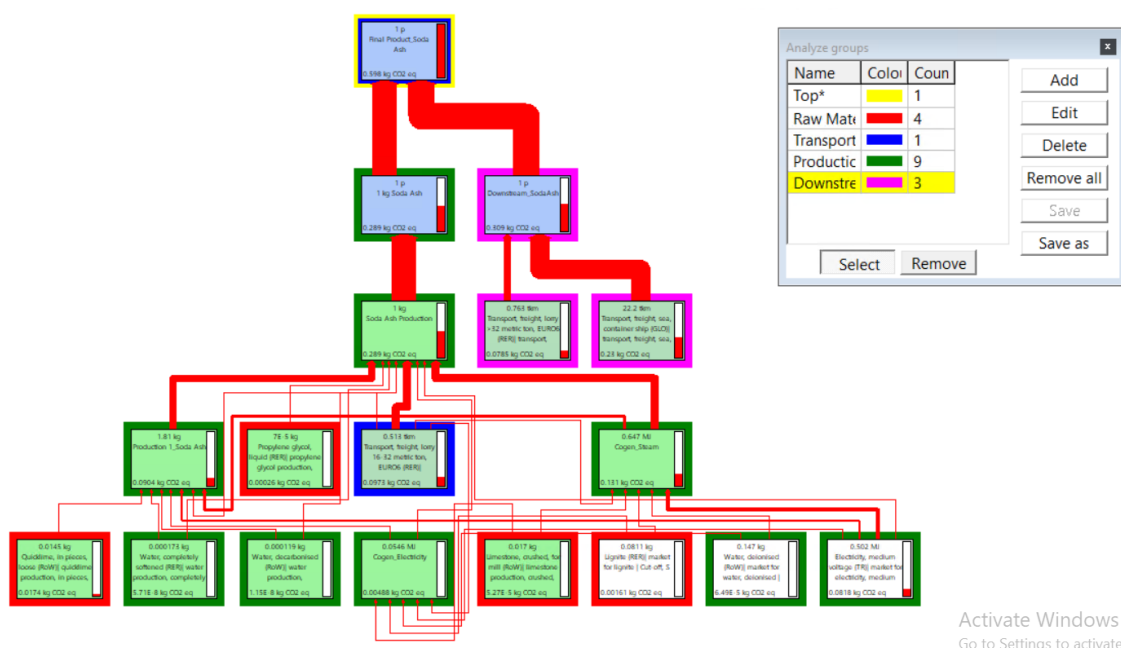 1 p
Final Product_Soda
Ash
0.598 kg CO2 eq
Analyze groups
x
Name Coloı Coun
Top* 1
Raw Mate 4
Transport 1
Productic 9
Downstre 3
Add
Edit
Delete
Remove all
Save
Save as
Select Remove
1 p
1 kg Soda Ash
0.289 kg CO2 eq
1 p
Downstream_SodaAsh
0.309 kg CO2 eq
1 kg
Soda Ash Production
0.289 kg CO2 eq
0.763 tkm
Transport, freight, lorry
>32 metric ton, EURO6
{RER}| transport,
0.0785 kg CO2 eq
22.2 tkm
Transport, freight, sea,
container ship {GLO}|
transport, freight, sea,
0.23 kg CO2 eq
1.81 kg
Production 1_Soda Ash
0.0904 kg CO2 eq
7E-5 kg
Propylene glycol,
liquid {RER}| propylene
glycol production,
0.00026 kg CO2 eq
0.513 tkm
Transport, freight, lorry
16-32 metric ton,
EURO6 {RER}|
0.0973 kg CO2 eq
0.647 MJ
Cogen_Steam
0.131 kg CO2 eq
0.0145 kg
Quicklime, in pieces,
loose {RoW}| quicklime
production, in pieces,
0.0174 kg CO2 eq
0.000173 kg
Water, completely
softened {RER}| water
production, completely
5.71E-8 kg CO2 eq
0.000119 kg
Water, decarbonised
{RoW}| water
production,
1.15E-8 kg CO2 eq
0.0546 MJ
Cogen_Electricity
0.00488 kg CO2 eq
0.017 kg
Limestone, crushed, for
mill {RoW}| limestone
production, crushed,
5.27E-5 kg CO2 eq
0.0811 kg
Lignite {RER}| market
for lignite | Cut-off, S
0.00161 kg CO2 eq
0.147 kg
Water, deionised
{RoW}| market for
water, deionised |
6.49E-5 kg CO2 eq
0.502 MJ
Electricity, medium
voltage {TR}| market for
electricity, medium
0.0818 kg CO2 eq
Activate Windows
Go to Settings to activate